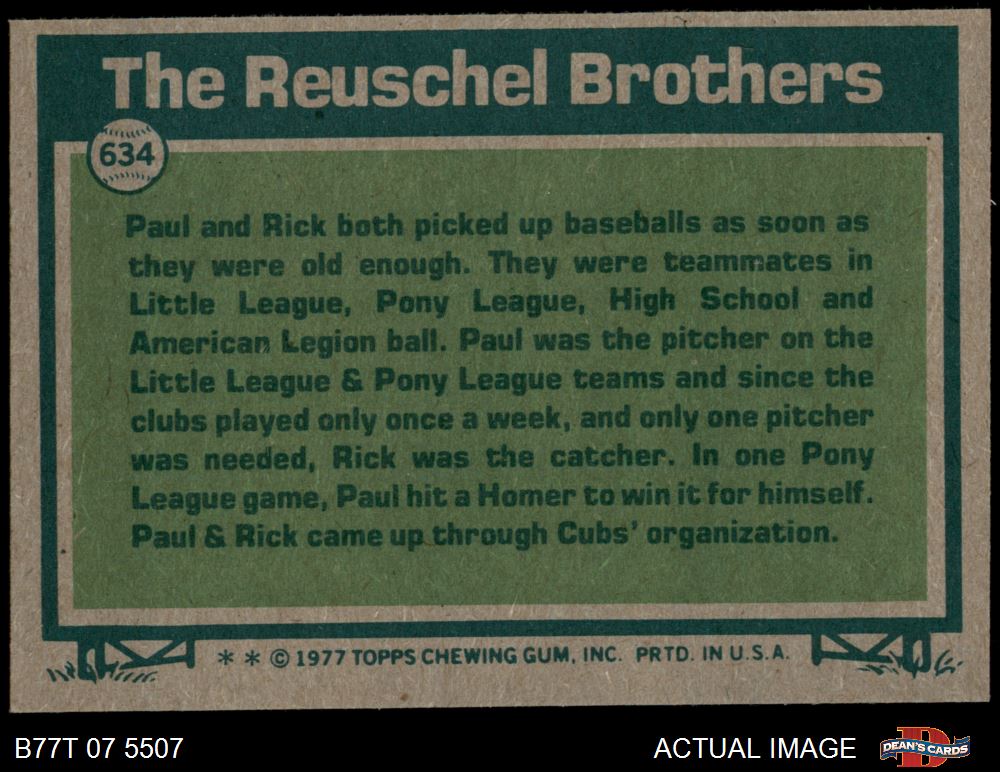 The Reuschel Brothers
634
Paul and Rick both picked up baseballs as soon as
they were old enough. They were teammates in
Little League, Pony League, High School and
American Legion ball. Paul was the pitcher on the
Little League & Pony League teams and since the
clubs played only once a week, and only one pitcher
was needed, Rick was the catcher. In one Pony
League game, Paul hit a Homer to win it for himself.
Paul & Rick came up through Cubs' organization.
* * © 1977 TOPPS CHEWING GUM, INC. PRTD. IN U.S.A.
B77T 07 5507
ACTUAL IMAGE
D
DEAN'S CARDS